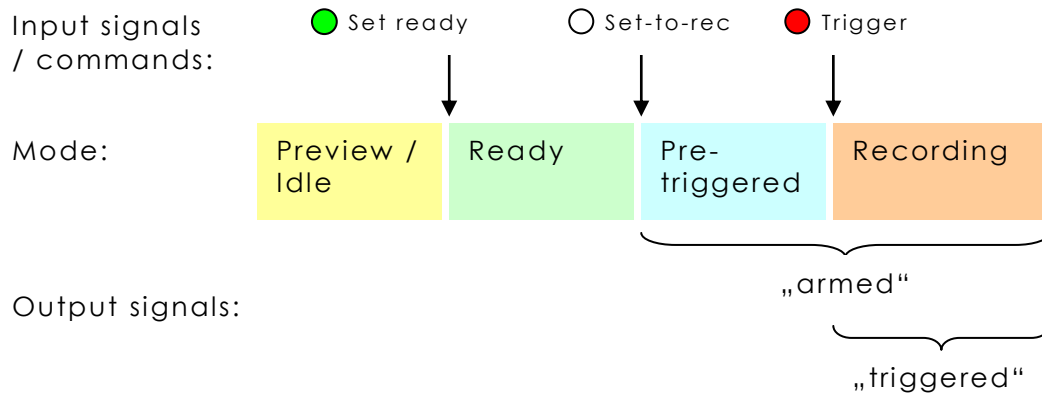 Input signals
/ commands:
Set ready
Set-to-rec
Trigger
Mode:
Preview /
Idle
Ready
Pre-
triggered
Recording
„armed“
Output signals:
„triggered“